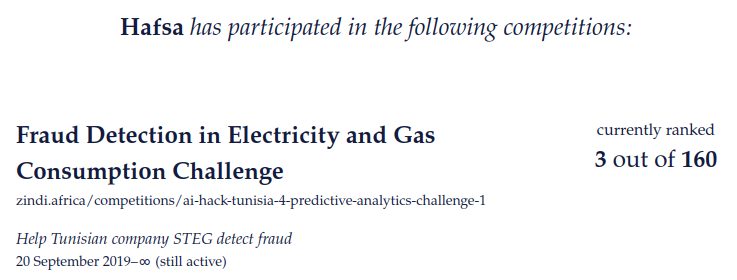 Hafsa has participated in the following competitions:
Fraud Detection in Electricity and Gas
Consumption Challenge
currently ranked
3 out of 160
zindi.africa/competitions/ai-hack-tunisia-4-predictive-analytics-challenge-1
Help Tunisian company STEG detect fraud
20 September 2019–∞ (still active)